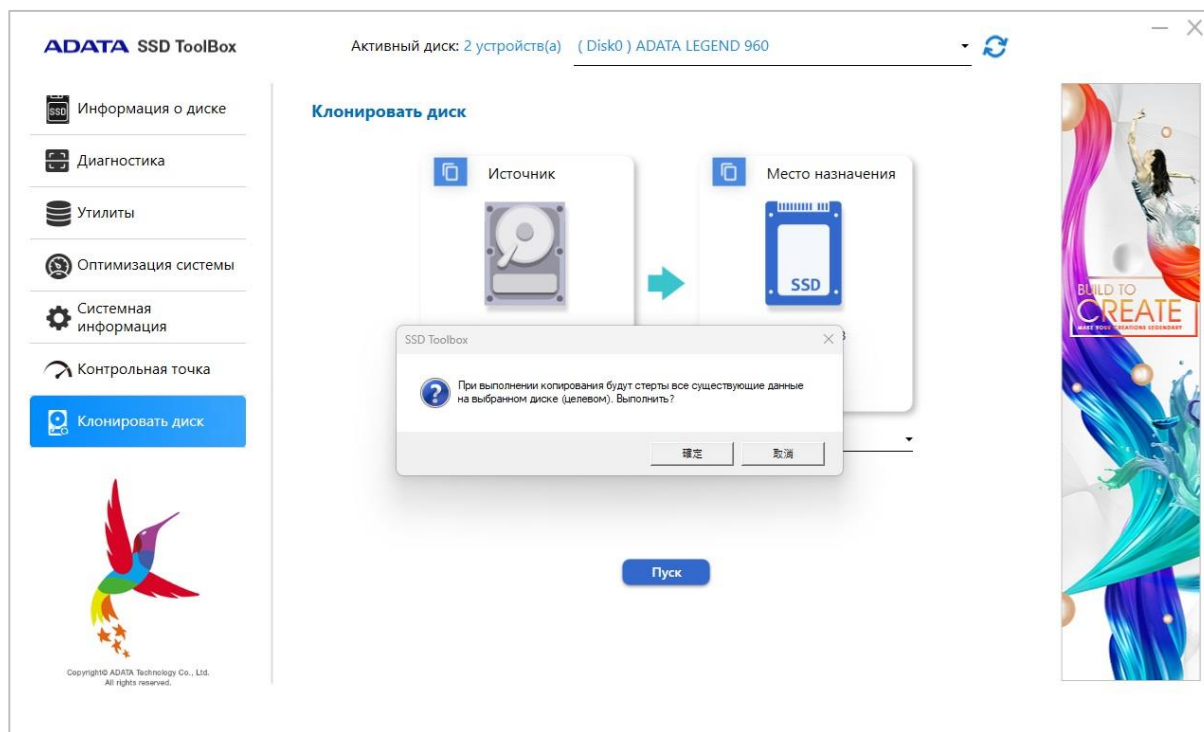 ADATA SSD ToolBox
Активный диск: 2 устройств(а) ( Disk0 ) ADATA LEGEND 960
Информация о диске
Диагностика
Утилиты
Оптимизация системы
Системная
информация
Контрольная точка
Клонировать диск
Copyright© ADATA Technology Co., Ltd.
All rights reserved.
Клонировать диск
SSD
Источник
Место назначения
SSD
SSD Toolbox
При выполнении копирования будут стерты все существующие данные
на выбранном диске (целевом). Выполнить?
確定
取消
Пуск
BUILD TO
CREATE
MAKE YOUR CREATIONS LEGENDARY